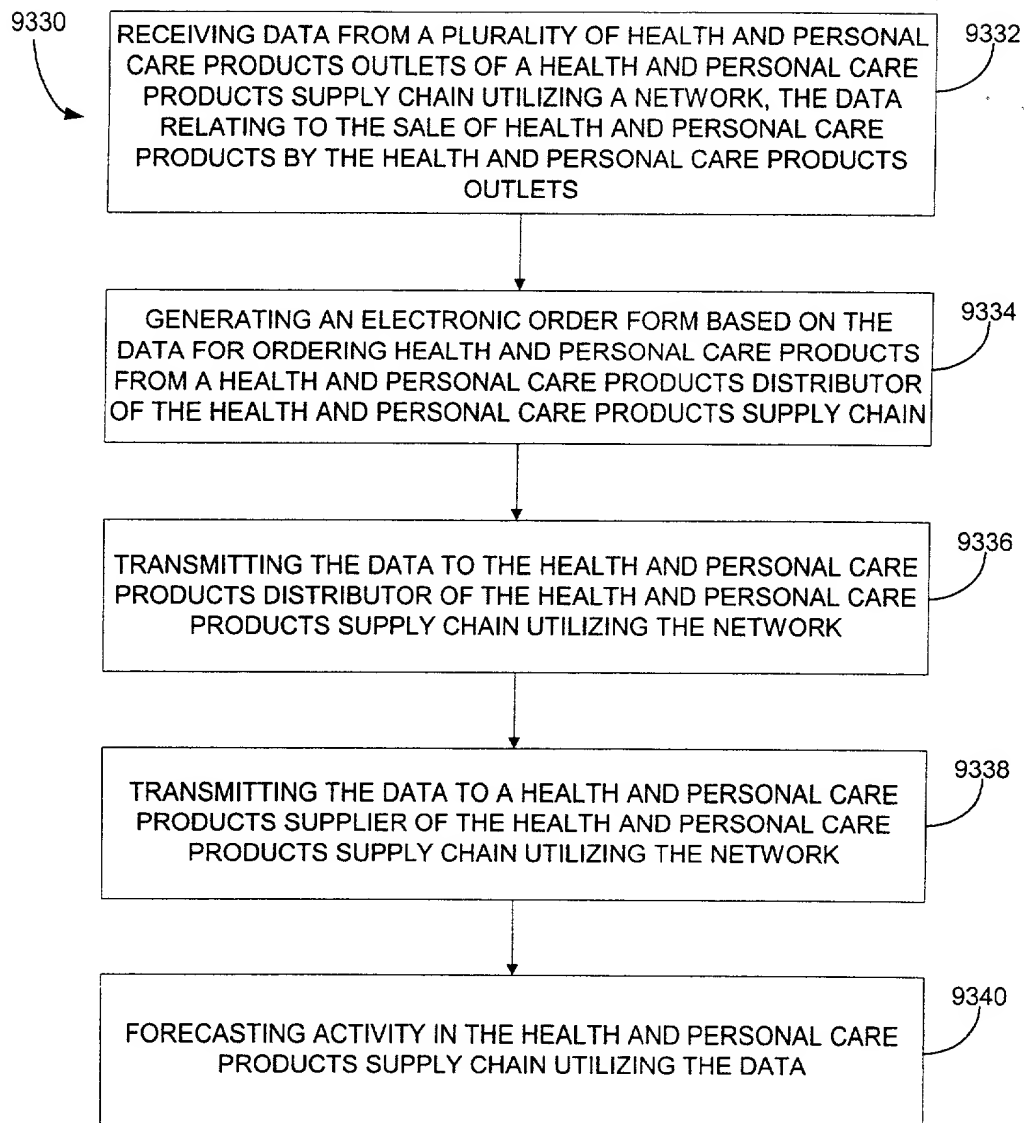 9330
RECEIVING DATA FROM A PLURALITY OF HEALTH AND PERSONAL
CARE PRODUCTS OUTLETS OF A HEALTH AND PERSONAL CARE
PRODUCTS SUPPLY CHAIN UTILIZING A NETWORK, THE DATA
RELATING TO THE SALE OF HEALTH AND PERSONAL CARE
PRODUCTS BY THE HEALTH AND PERSONAL CARE PRODUCTS
OUTLETS
9332
GENERATING AN ELECTRONIC ORDER FORM BASED ON THE
DATA FOR ORDERING HEALTH AND PERSONAL CARE PRODUCTS
FROM A HEALTH AND PERSONAL CARE PRODUCTS DISTRIBUTOR
OF THE HEALTH AND PERSONAL CARE PRODUCTS SUPPLY CHAIN
9334
TRANSMITTING THE DATA TO THE HEALTH AND PERSONAL CARE
PRODUCTS DISTRIBUTOR OF THE HEALTH AND PERSONAL CARE
PRODUCTS SUPPLY CHAIN UTILIZING THE NETWORK
9336
TRANSMITTING THE DATA TO A HEALTH AND PERSONAL CARE
PRODUCTS SUPPLIER OF THE HEALTH AND PERSONAL CARE
PRODUCTS SUPPLY CHAIN UTILIZING THE NETWORK
9338
FORECASTING ACTIVITY IN THE HEALTH AND PERSONAL CARE
PRODUCTS SUPPLY CHAIN UTILIZING THE DATA
9340